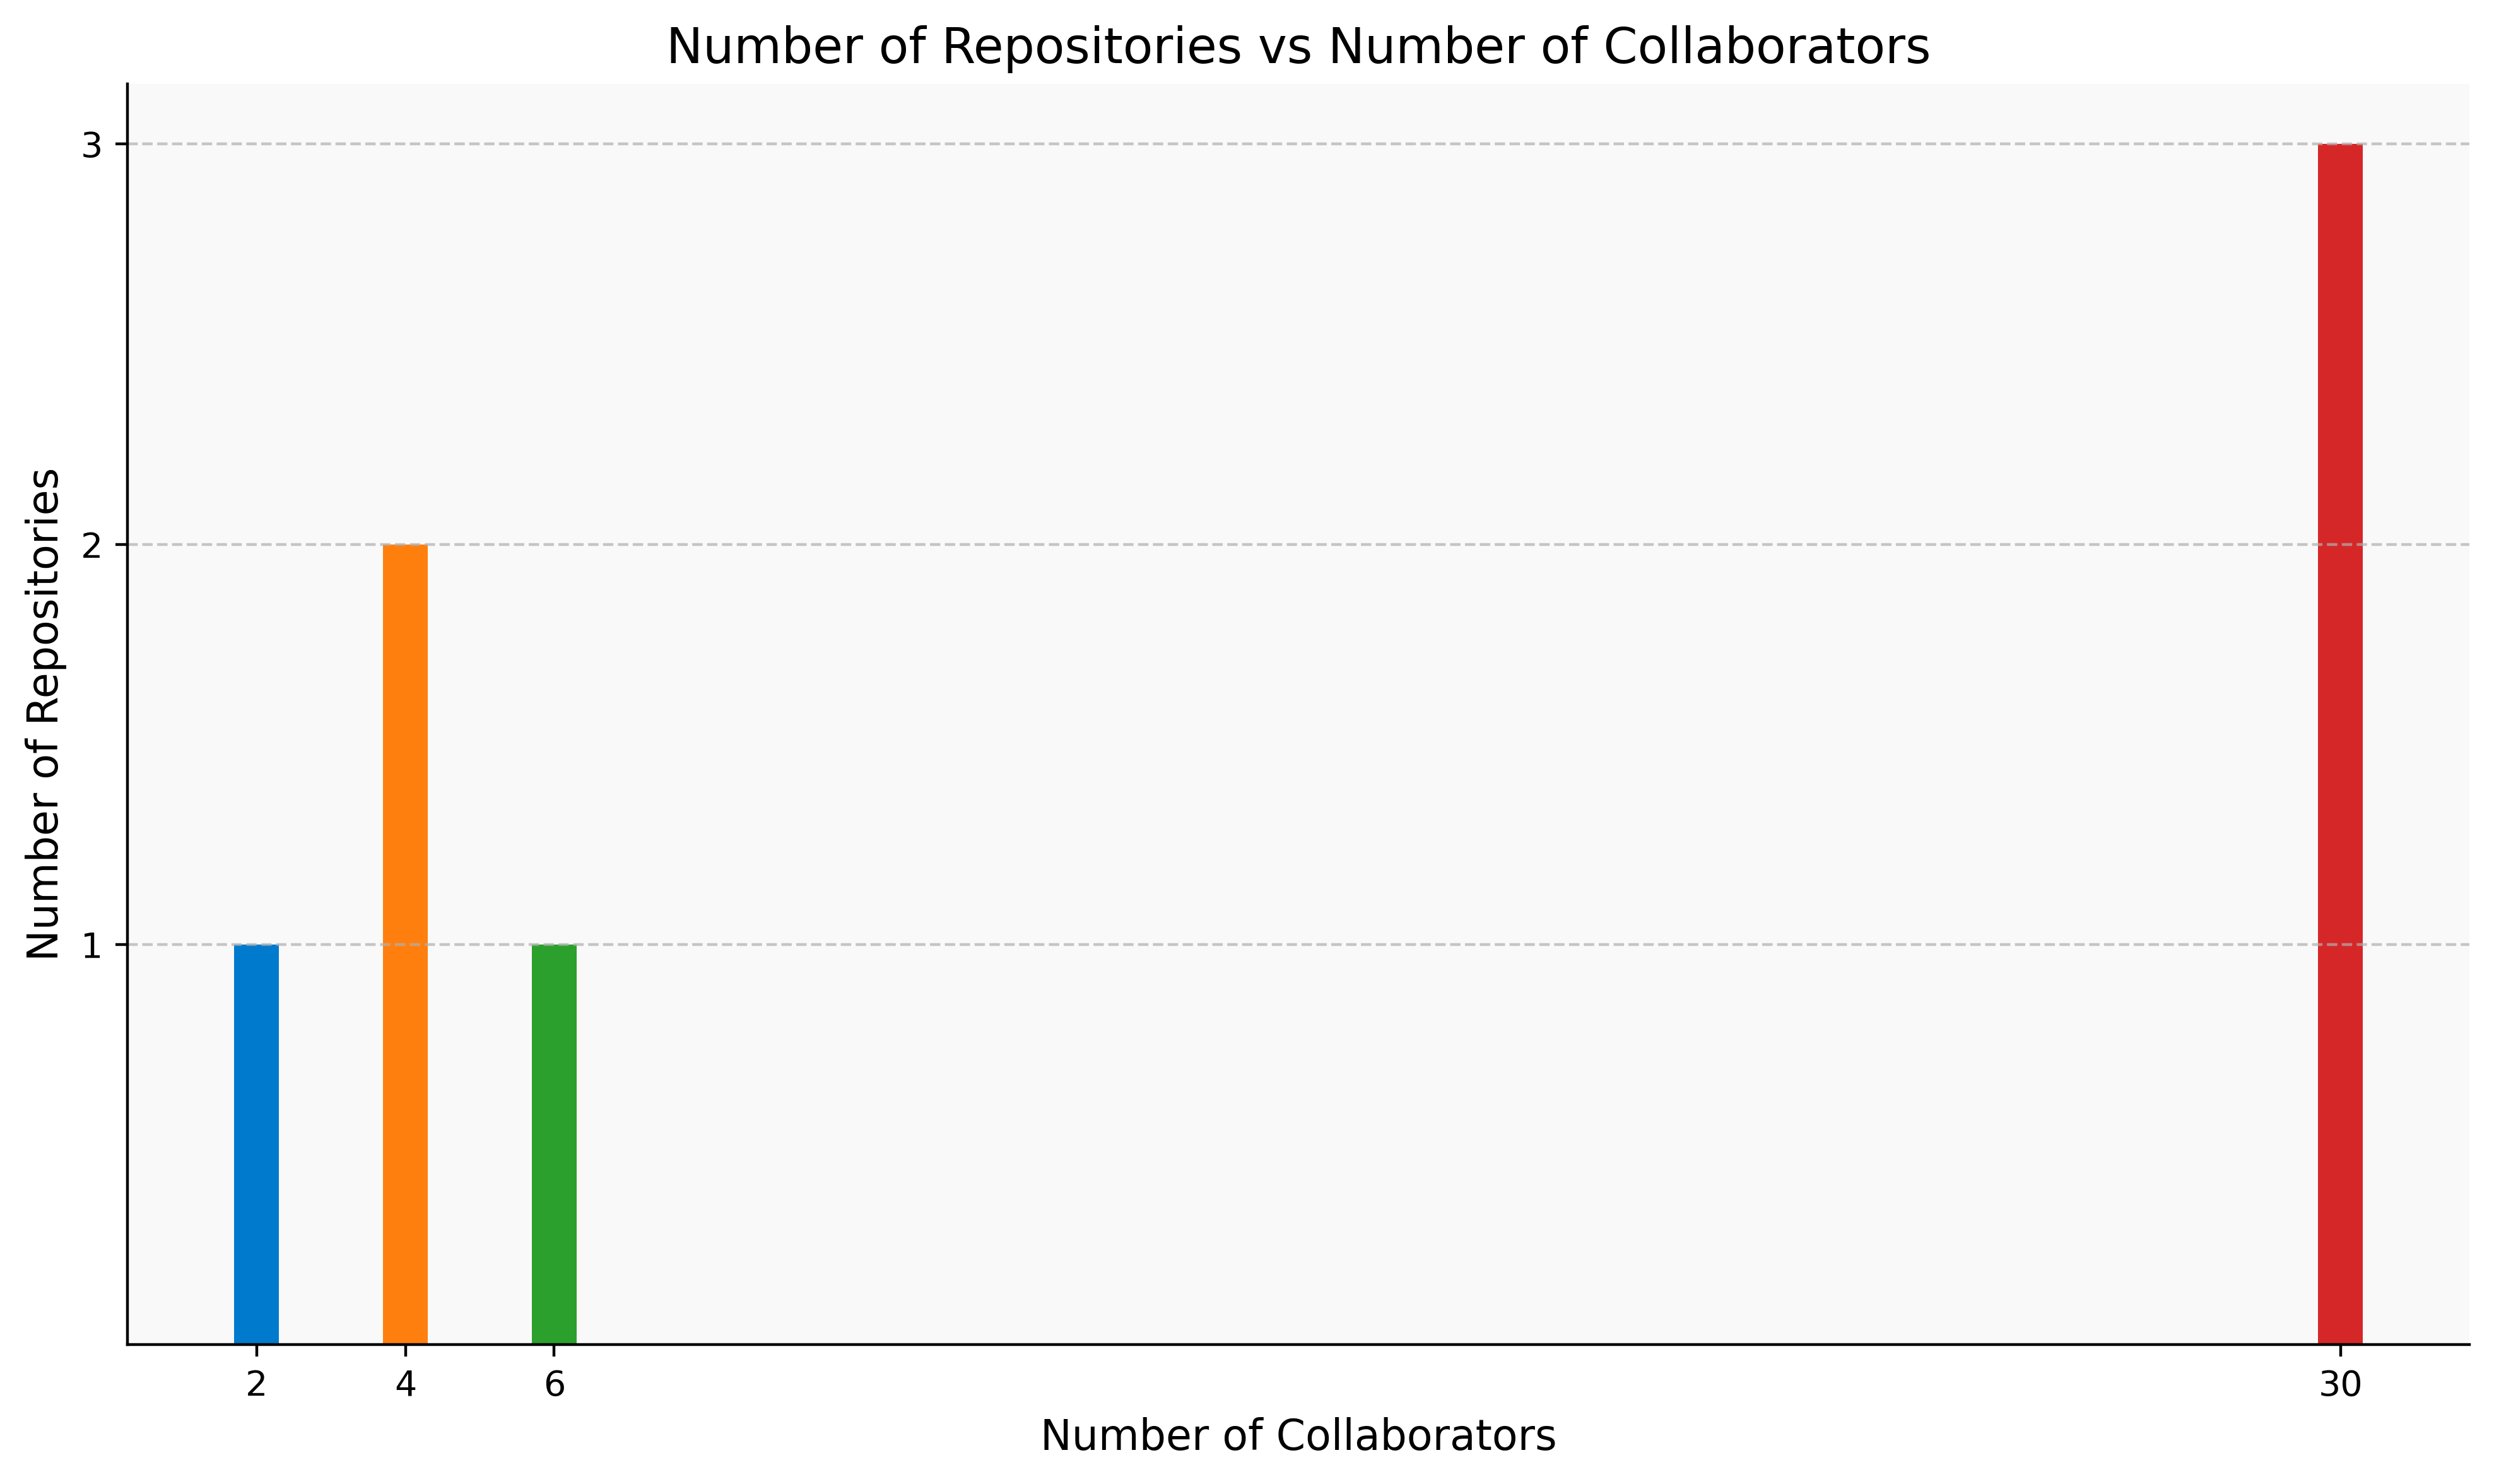 Number of Repositories vs Number of Collaborators
Number of Repositories
3
2
1
2 4 6 30
Number of Collaborators